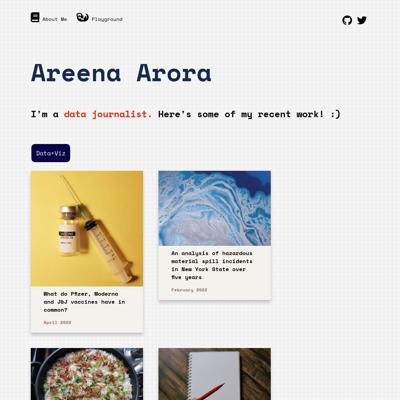 About Me
Playground
Areena Arora
I'm a data journalist. Here's some of my recent work! :)
Data+Viz
What do Pfizer, Moderna
and J&J vaccines have in
common?
April 2022
An analysis of hazardous
material spill incidents
in New York State over
five years
February 2022